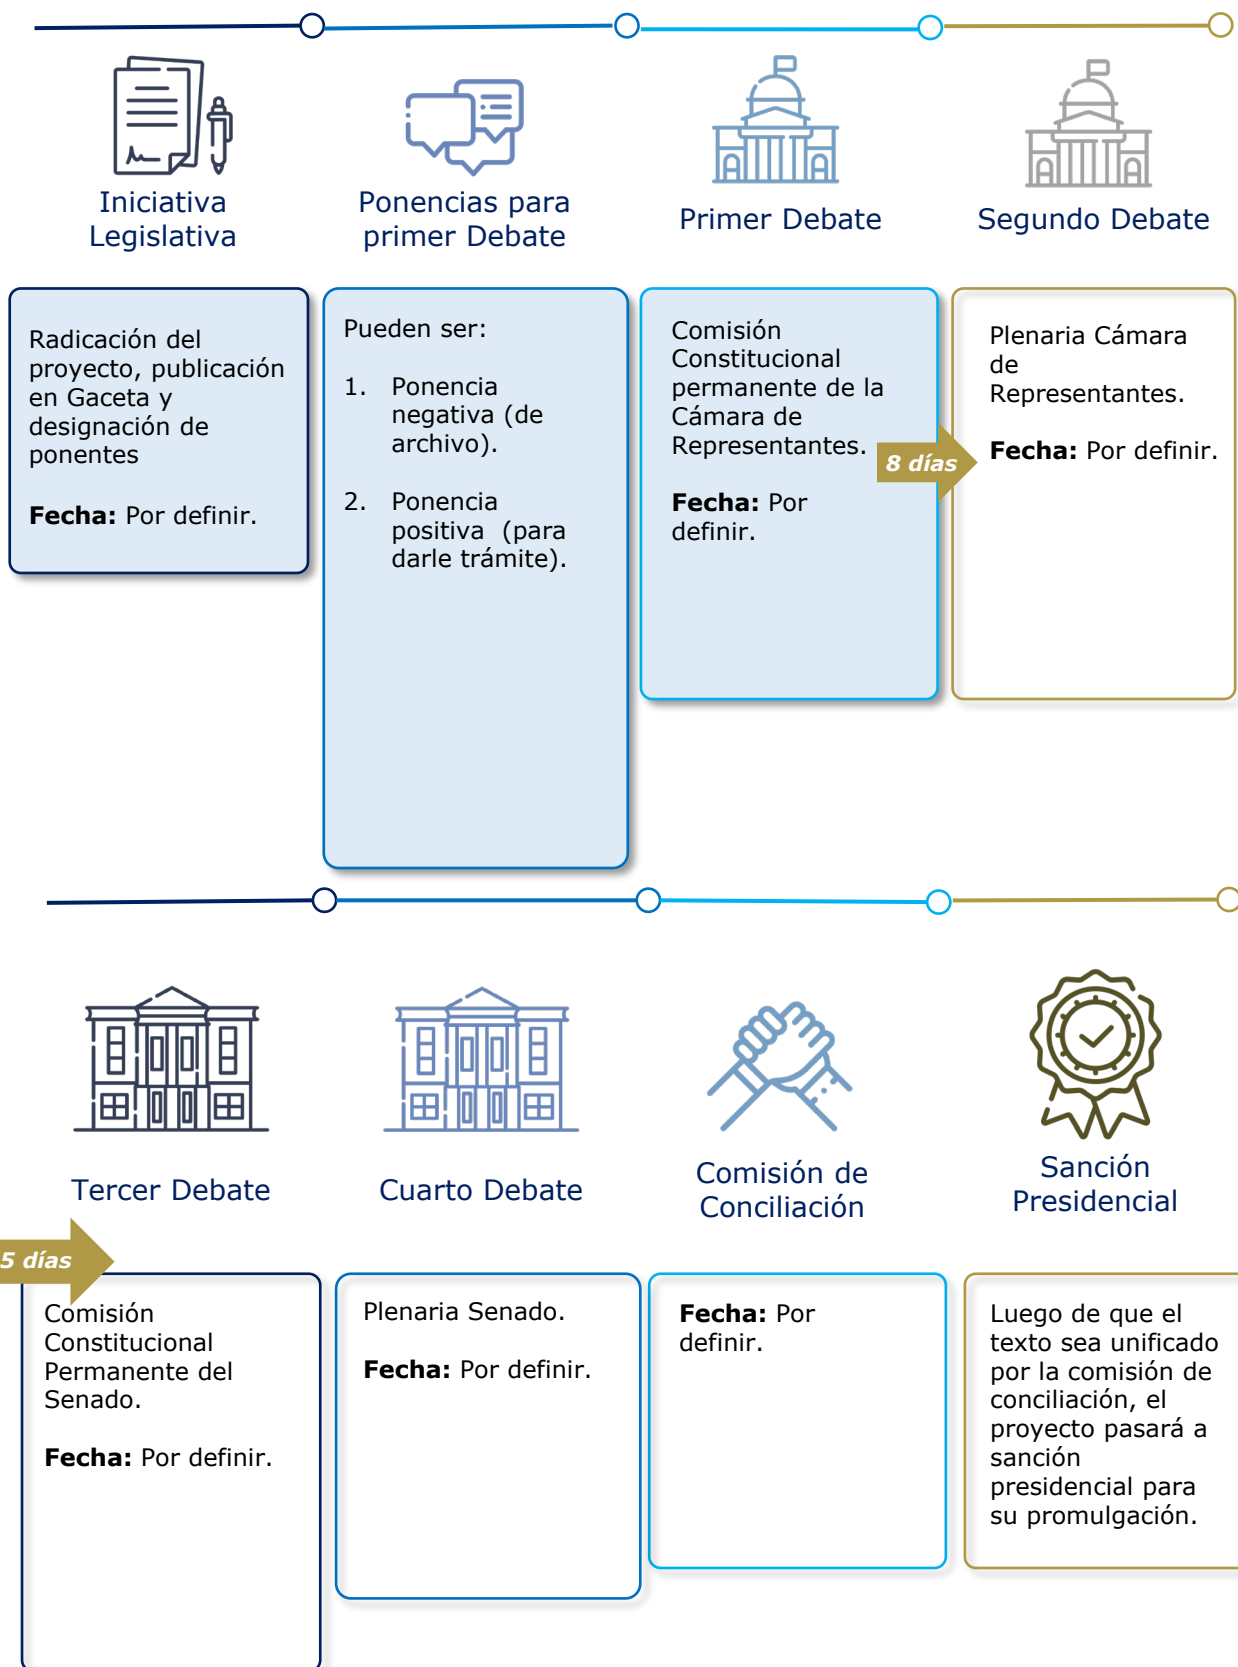 Iniciativa
Legislativa
Ponencias para
primer Debate
Primer Debate
Segundo Debate
Radicación del
proyecto, publicación
en Gaceta y
designación de
ponentes
Fecha: Por definir.
Pueden ser:
1. Ponencia
negativa (de
archivo).
2. Ponencia
positiva (para
darle trámite).
Comisión
Constitucional
permanente de la
Cámara de
Representantes.
Fecha: Por
definir.
8 días
Plenaria Cámara
de
Representantes.
Fecha: Por definir.
Tercer Debate
Cuarto Debate
Comisión de
Conciliación
Sanción
Presidencial
5 días
Comisión
Constitucional
Permanente del
Senado.
Fecha: Por definir.
Plenaria Senado.
Fecha: Por definir.
Fecha: Por
definir.
Luego de que el
texto sea unificado
por la comisión de
conciliación, el
proyecto pasará a
sanción
presidencial para
su promulgación.